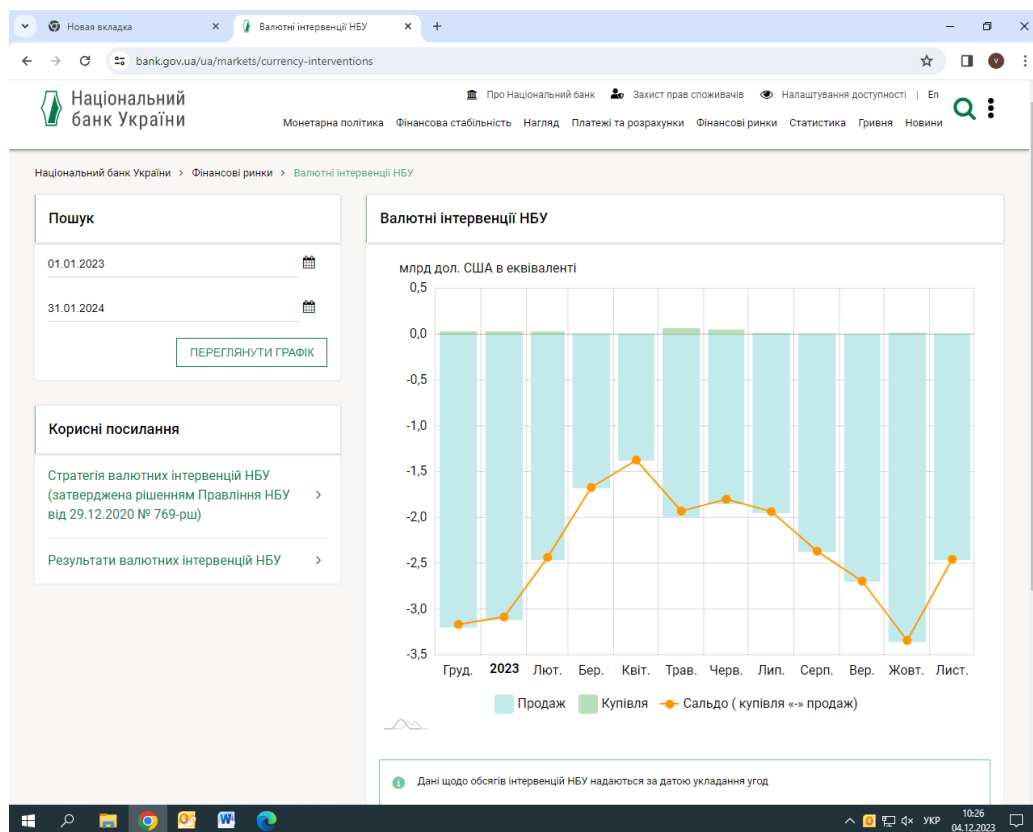 Новая вкладка
Валютні інтервенції НБУ
bank.gov.ua/ua/markets/currency-interventions
V
Національний
банк України
Про Національний банк Захист прав споживачів Налаштування доступності | En
Монетарна політика Фінансова стабільність Нагляд Платежі та розрахунки Фінансові ринки Статистика Гривня Новини
Національний банк України > Фінансові ринки > Валютні інтервенції НБУ
Пошук
01.01.2023
31.01.2024
ПЕРЕГЛЯНУТИ ГРАФІК
Корисні посилання
Стратегія валютних інтервенцій НБУ
(затверджена рішенням Правління НБУ
від 29.12.2020 № 769-рш)
Результати валютних інтервенцій НБУ
Валютні інтервенції НБУ
млрд дол. США в еквіваленті
0,5
0,0
-0,5
-1,0
-1,5
-2,0
-2,5
-3,0
-3,5
Груд. 2023 Лют. Бер. Квіт. Трав. Черв. Лип. Серп. Вер. Жовт. Лист.
Продаж Купівля Сальдо ( купівля «-» продаж)
Дані щодо обсягів інтервенцій НБУ надаються за датою укладання угод
УКР
10:26
04.12.2023